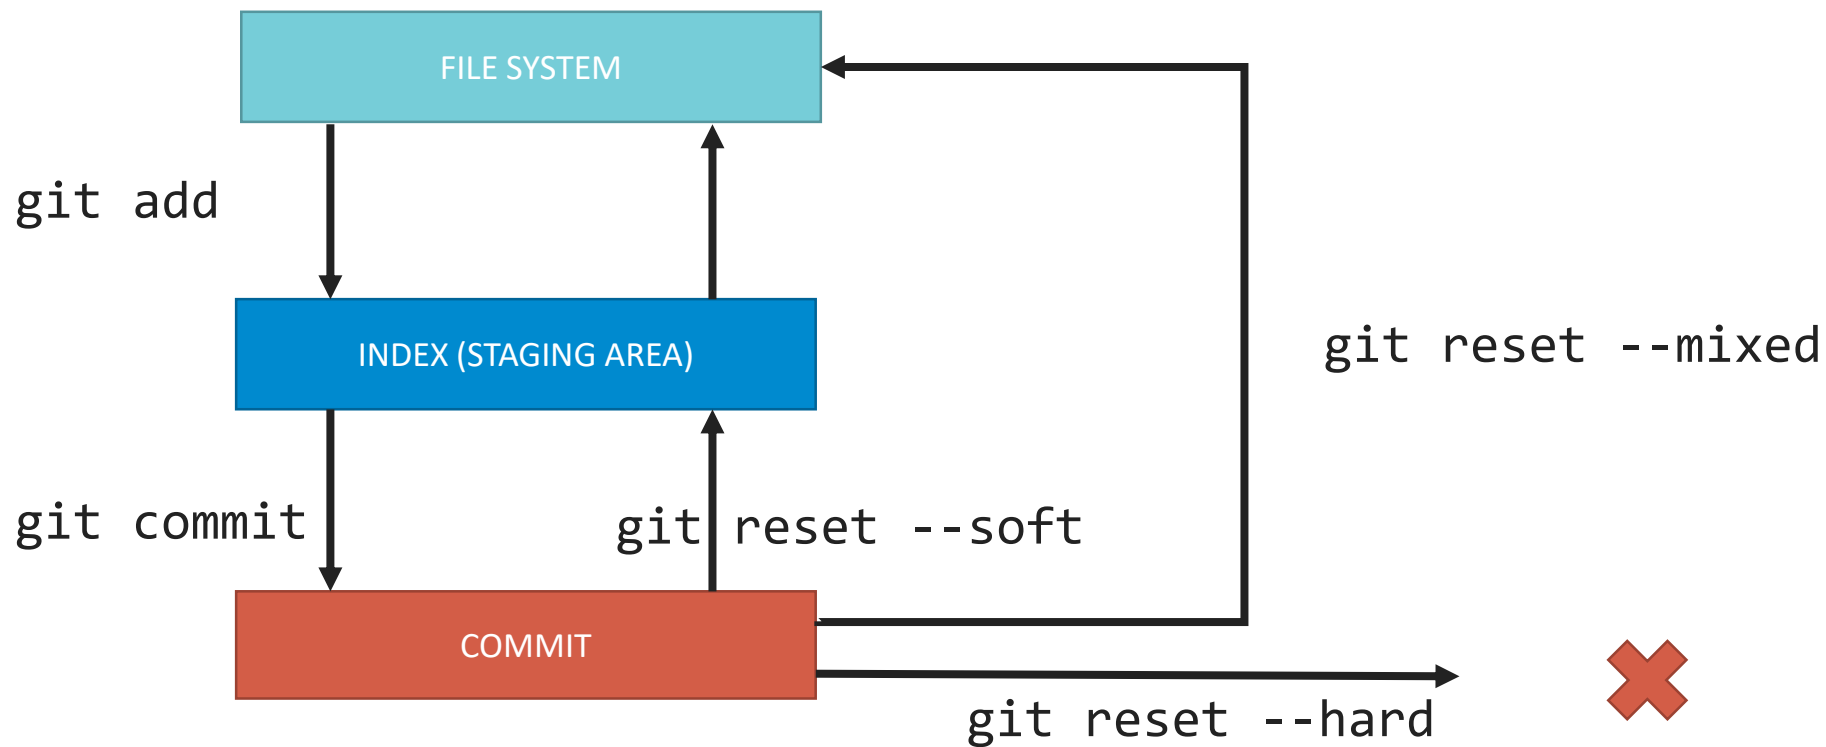 FILE SYSTEM
git add
INDEX (STAGING AREA)
git reset --mixed
git commit
git reset --soft
COMMIT
git reset --hard